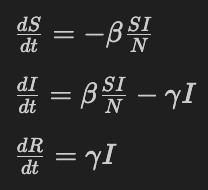 dS/dt = −β SI/N
dI/dt = β SI/N − γI
dR/dt = γI